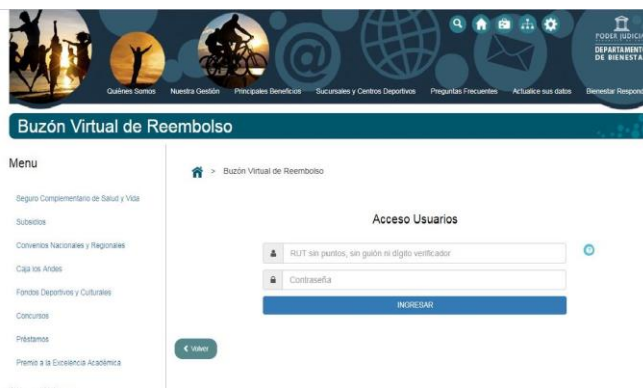 PODER JUDICIA
DEPARTAMENT
DE BIENESTA
Quiénes Somos Nuestra Gestión Principales Beneficios Sucursales y Centros Deportivos Preguntas Frecuentes Actualice sus datos Bienestar Respond
Buzón Virtual de Reembolso
Menu
> Buzón Virtual de Reembolso
Seguro Complementario de Salud y Vida
Subsidios
Convenios Nacionales y Regionales
Caja los Andes
Fondos Deportivos y Culturales
Concursos
Préstamos
Premio a la Excelencia Académica
Acceso Usuarios
RUT sin puntos, sin guión ni dígito verificador
Contraseña
INGRESAR
Volver